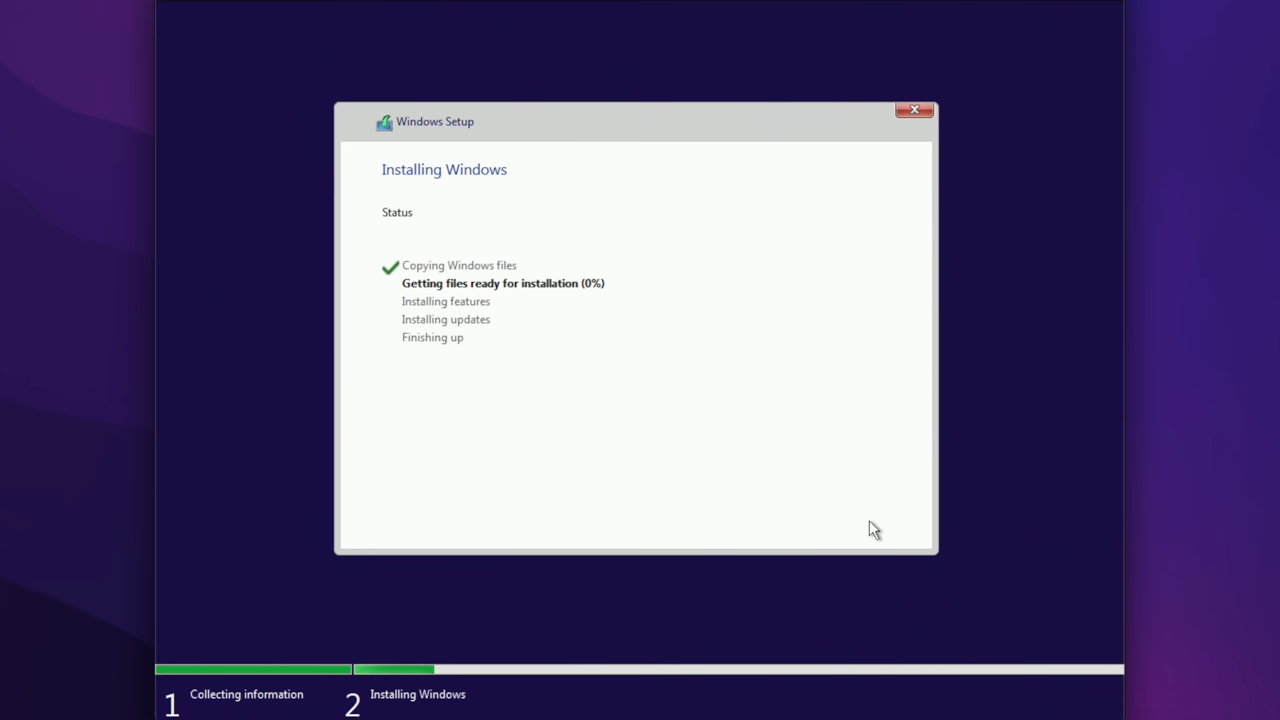 Windows Setup
Installing Windows
Status
Copying Windows files
Getting files ready for installation (0%)
Installing features
Installing updates
Finishing up
1 Collecting information
2 Installing Windows